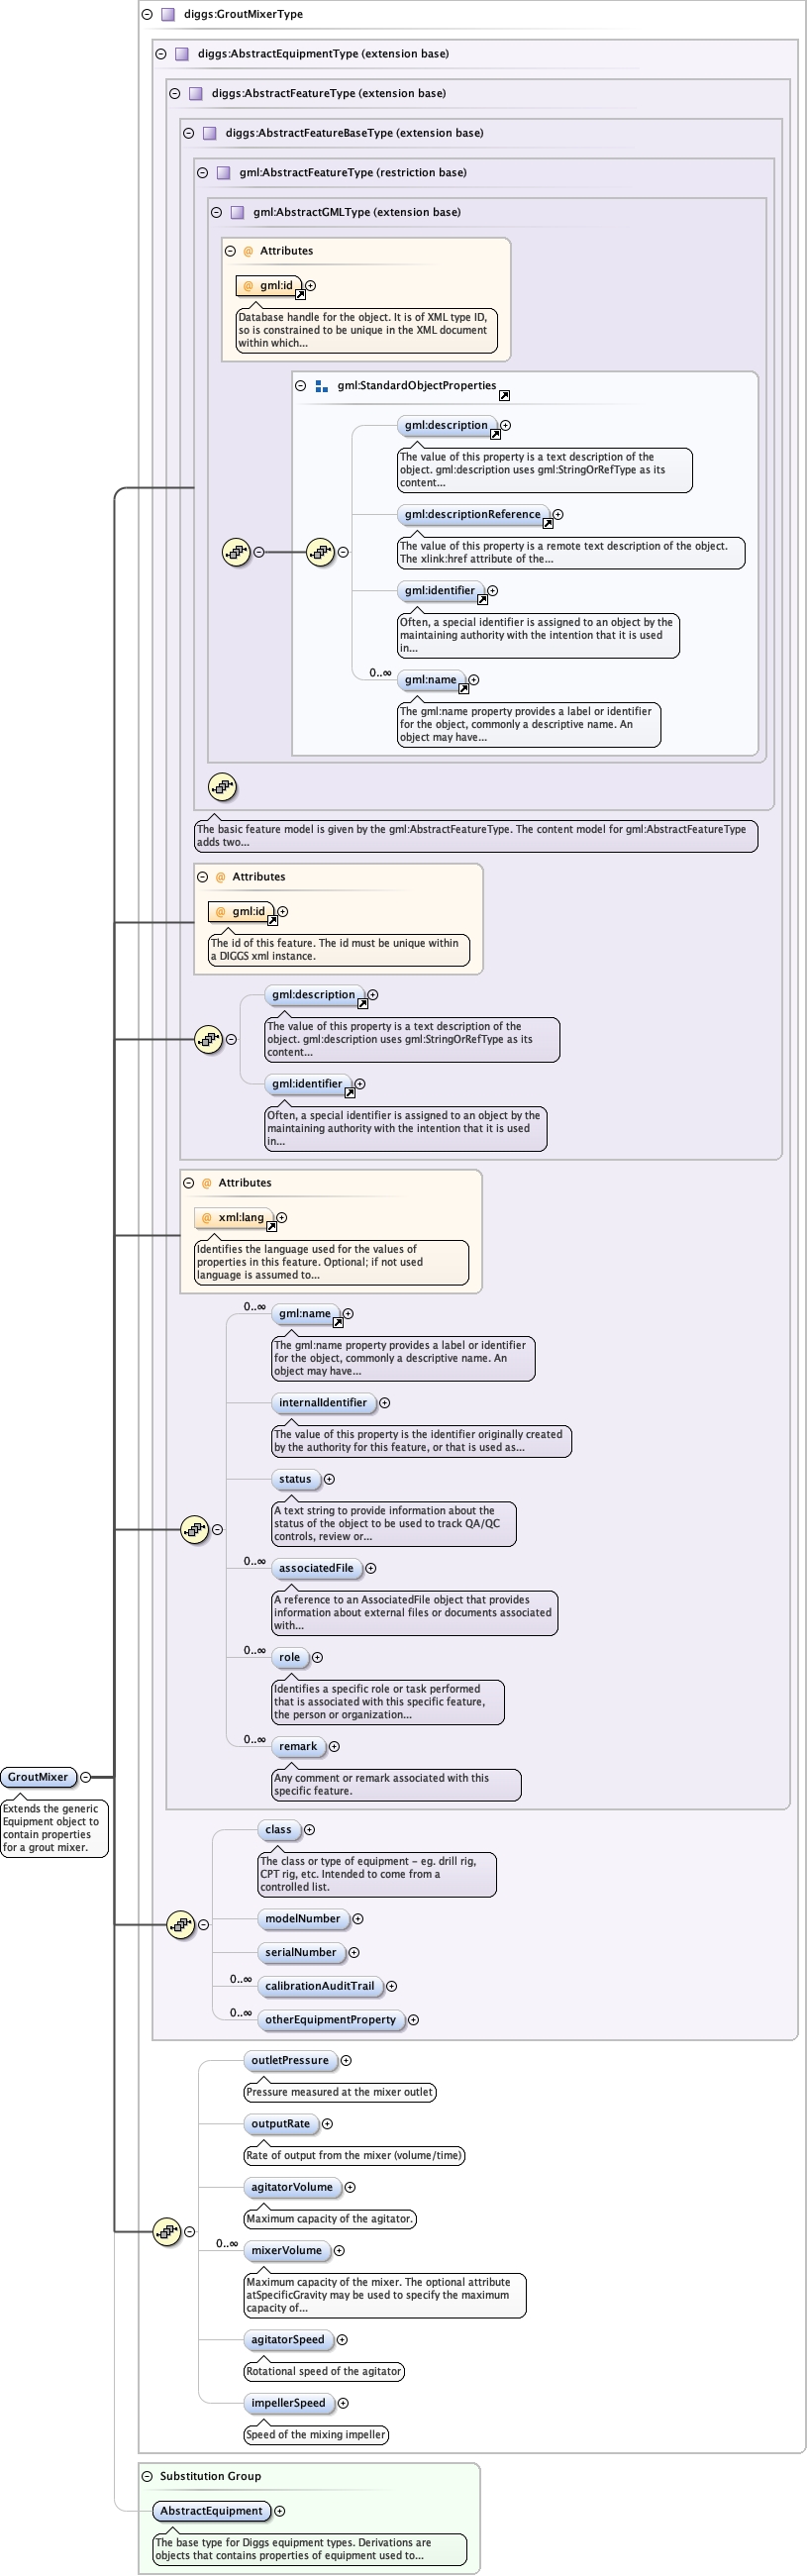 diggs:GroutMixerType
diggs:AbstractEquipmentType (extension base)
diggs:AbstractFeatureType (extension base)
diggs:AbstractFeatureBaseType (extension base)
gml:AbstractFeatureType (restriction base)
gml:AbstractGMLType (extension base)
@ Attributes
@ gml:id
Database handle for the object. It is of XML type ID,
so is constrained to be unique in the XML document
within which...
gml:StandardObjectProperties
gml:description
The value of this property is a text description of the
object. gml:description uses gml:StringOrRefType as its
content...
gml:descriptionReference
The value of this property is a remote text description of the object.
The xlink:href attribute of the...
gml:identifier
Often, a special identifier is assigned to an object by the
maintaining authority with the intention that it is used
in...
0..∞
gml:name
The gml:name property provides a label or identifier
for the object, commonly a descriptive name. An
object may have...
The basic feature model is given by the gml:AbstractFeatureType. The content model for gml:AbstractFeatureType
adds two...
@ Attributes
@ gml:id
The id of this feature. The id must be unique within
a DIGGS xml instance.
gml:description
The value of this property is a text description of the
object. gml:description uses gml:StringOrRefType as its
content...
gml:identifier
Often, a special identifier is assigned to an object by the
maintaining authority with the intention that it is used
in...
@ Attributes
@ xml:lang
Identifies the language used for the values of
properties in this feature. Optional; if not used
language is assumed to...
0..∞
gml:name
The gml:name property provides a label or identifier
for the object, commonly a descriptive name. An
object may have...
internalIdentifier
The value of this property is the identifier originally created
by the authority for this feature, or that is used as...
status
A text string to provide information about the
status of the object to be used to track QA/QC
controls, review or...
0..∞
associatedFile
A reference to an AssociatedFile object that provides
information about external files or documents associated
with...
0..∞
role
Identifies a specific role or task performed
that is associated with this specific feature,
the person or organization...
0..∞
remark
Any comment or remark associated with this
specific feature.
GroutMixer
Extends the generic
Equipment object to
contain properties
for a grout mixer.
class
The class or type of equipment - eg. drill rig,
CPT rig, etc. Intended to come from a
controlled list.
modelNumber
serialNumber
0..∞
calibrationAuditTrail
0..∞
otherEquipmentProperty
outletPressure
Pressure measured at the mixer outlet
outputRate
Rate of output from the mixer (volume/time)
agitatorVolume
Maximum capacity of the agitator.
0..∞
mixerVolume
Maximum capacity of the mixer. The optional attribute
atSpecificGravity may be used to specify the maximum
capacity of...
agitatorSpeed
Rotational speed of the agitator
impellerSpeed
Speed of the mixing impeller
Substitution Group
AbstractEquipment
The base type for Diggs equipment types. Derivations are
objects that contains properties of equipment used to...